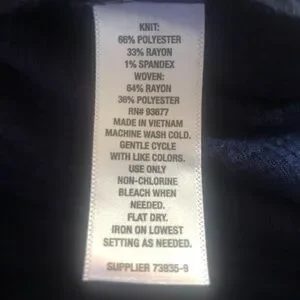 KNIT:
66% POLYESTER
33% RAYON
1% SPANDEX
WOVEN:
64% RAYON
36% POLYESTER
RN# 93677
MADE IN VIETNAM
MACHINE WASH COLD.
GENTLE CYCLE
WITH LIKE COLORS.
USE ONLY
NON-CHLORINE
BLEACH WHEN
NEEDED.
FLAT DRY.
IRON ON LOWEST
SETTING AS NEEDED.
SUPPLIER 73935-9